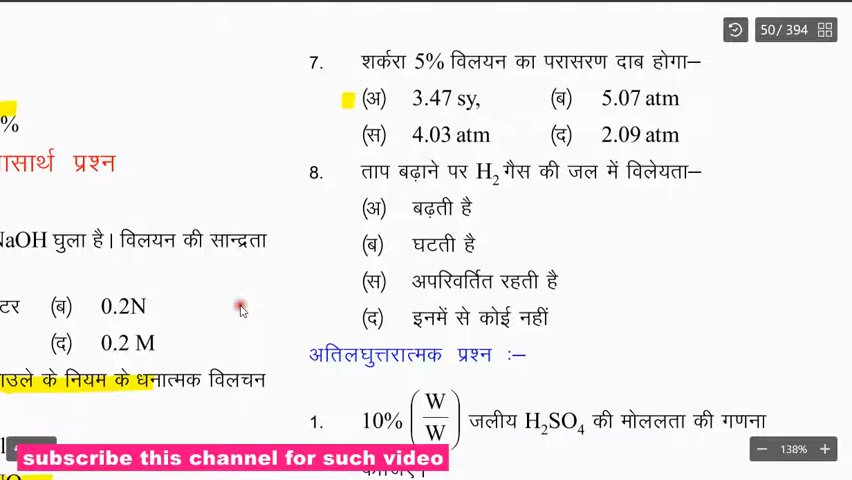 50 / 394
%
ासार्थ प्रश्न
NaOH घुला है। विलयन की सान्द्रता
टर (ब) 0.2N
(द) 0.2 M
ाउले के नियम के धनात्मक विलचन
7. शर्करा 5% विलयन का परासरण दाब होगा–
(अ) 3.47 sy, (ब) 5.07 atm
(स) 4.03 atm (द) 2.09 atm
8. ताप बढ़ाने पर H₂ गैस की जल में विलेयता–
(अ) बढ़ती है
(ब) घटती है
(स) अपरिवर्तित रहती है
(द) इनमें से कोई नहीं
अतिलघुत्तरात्मक प्रश्न :–
1. 10% (W/W) जलीय H₂SO₄ की मोललता की गणना
138%
subscribe this channel for such video